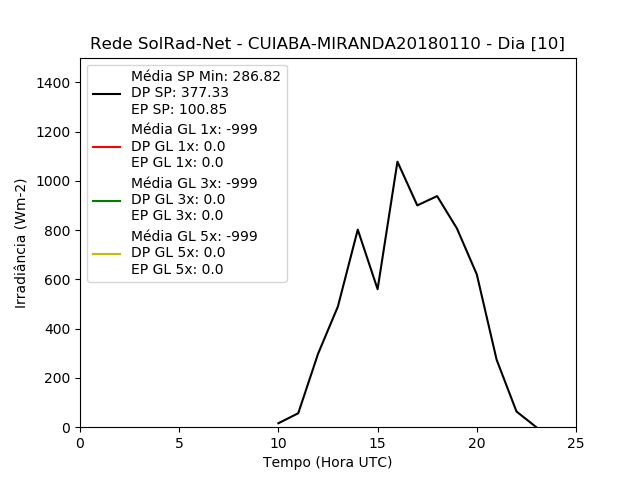 Rede SolRad-Net - CUIABA-MIRANDA20180110 - Dia [10]
Média SP Min: 286.82
DP SP: 377.33
EP SP: 100.85
Média GL 1x: -999
DP GL 1x: 0.0
EP GL 1x: 0.0
Média GL 3x: -999
DP GL 3x: 0.0
EP GL 3x: 0.0
Média GL 5x: -999
DP GL 5x: 0.0
EP GL 5x: 0.0
Irradiância (Wm-2)
1400
1200
1000
800
600
400
200
0
0 5 10 15 20 25
Tempo (Hora UTC)